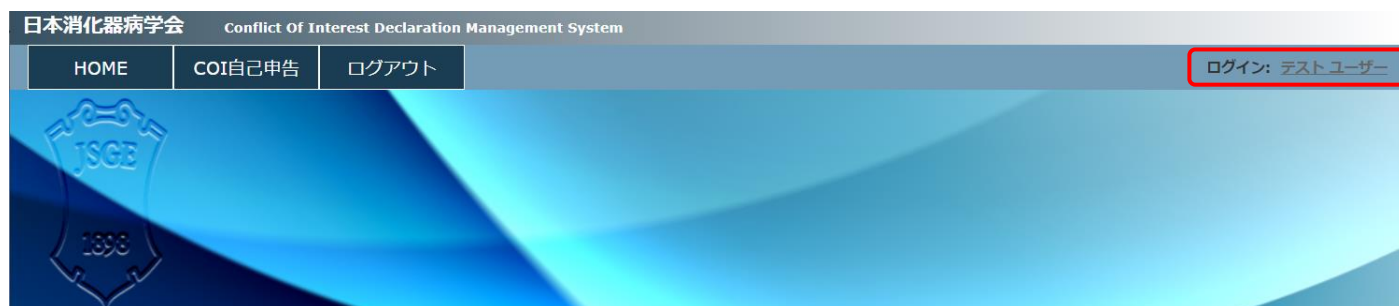 日本消化器病学会 Conflict Of Interest Declaration Management System
HOME COI自己申告 ログアウト ログイン: テスト ユーザー
JSGE
1898